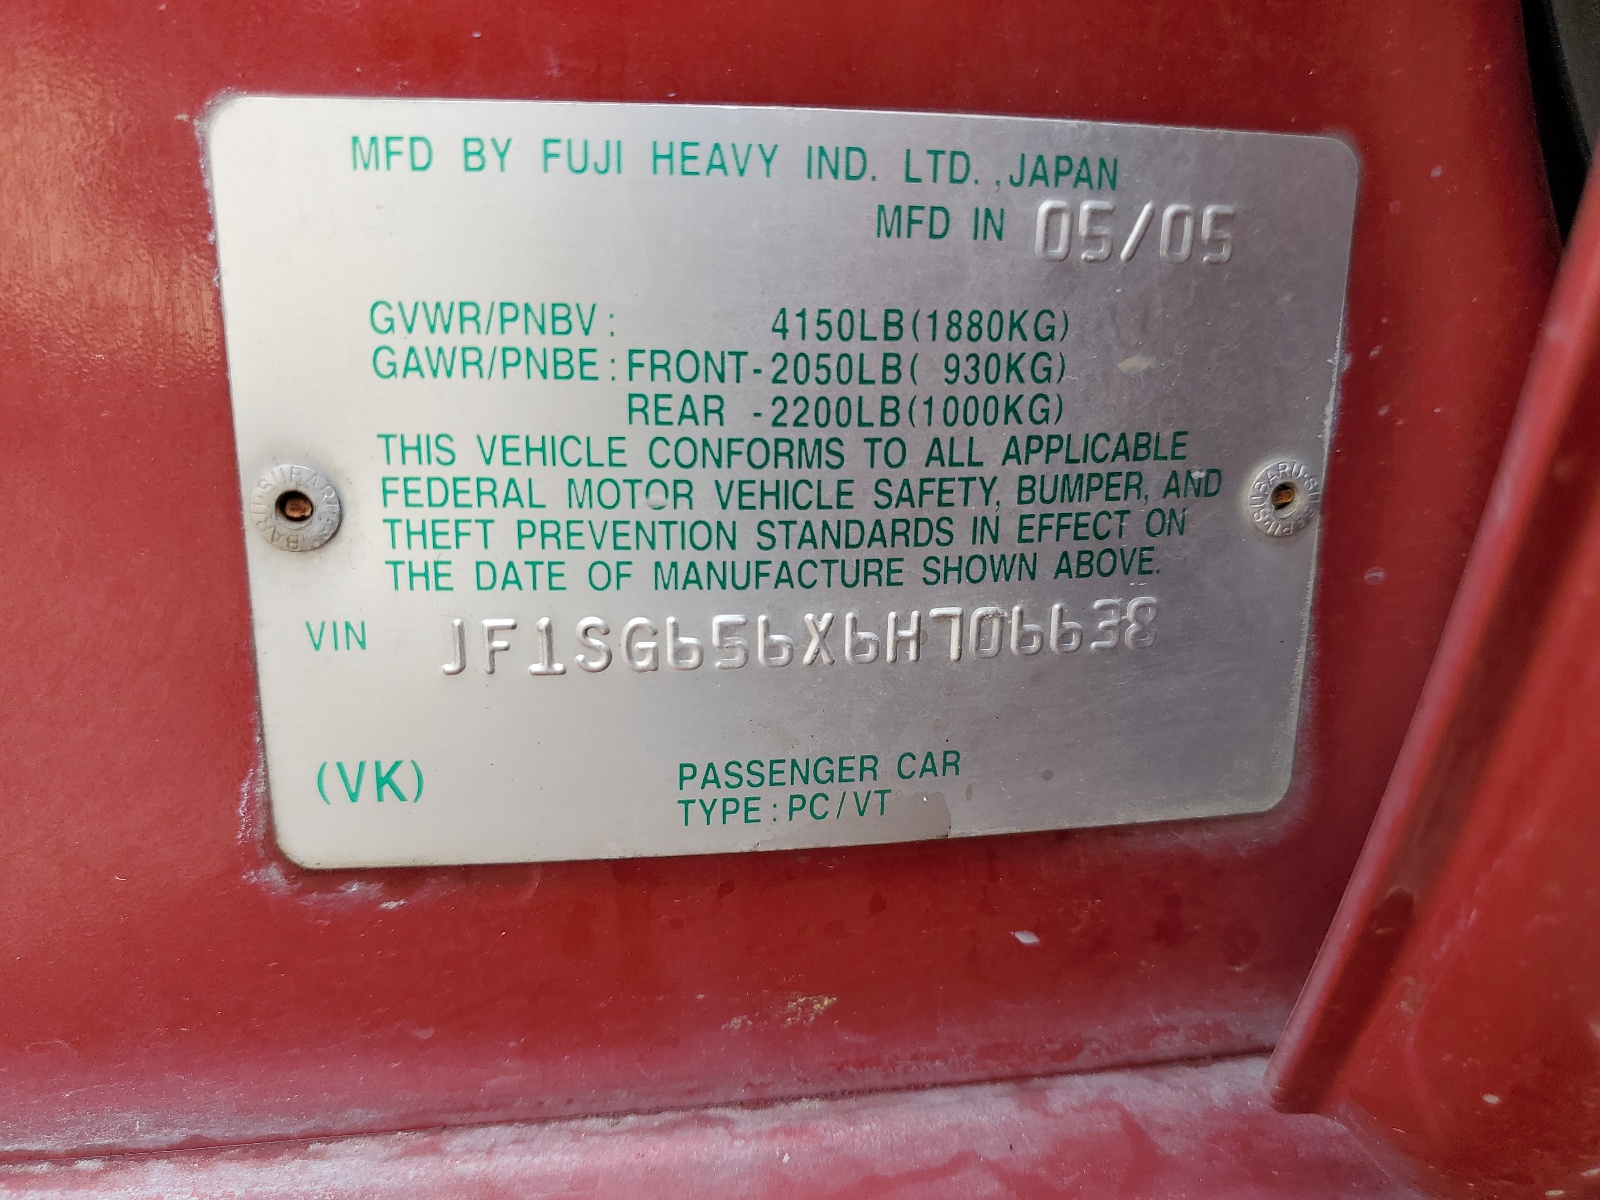 MFD BY FUJI HEAVY IND. LTD. ,JAPAN
MFD IN 05/05
GVWR/PNBV : 4150LB(1880KG)
GAWR/PNBE : FRONT-2050LB( 930KG)
REAR -2200LB(1000KG)
THIS VEHICLE CONFORMS TO ALL APPLICABLE
FEDERAL MOTOR VEHICLE SAFETY, BUMPER, AND
THEFT PREVENTION STANDARDS IN EFFECT ON
THE DATE OF MANUFACTURE SHOWN ABOVE.
VIN JF1SG656X6H706638
(VK)
PASSENGER CAR
TYPE : PC/VT
SUBARU
SUBARU